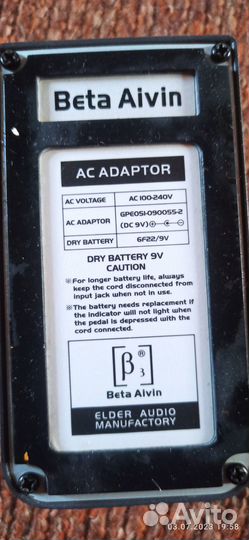 Beta Aivin
AC ADAPTOR
AC VOLTAGE AC 100-240V
AC ADAPTOR GPE051-090055-2
(DC 9V)⊕-●-⊖
DRY BATTERY 6F22/9V
DRY BATTERY 9V
CAUTION
※For longer battery life, always
keep the cord disconnected from
input jack when not in use.
※The battery needs replacement if
the indicator will not light when
the pedal is depressed with the
cord connected.
[β3]®
Beta Aivin
ELDER AUDIO
MANUFACTORY
Avito
03.07.2023 19:58